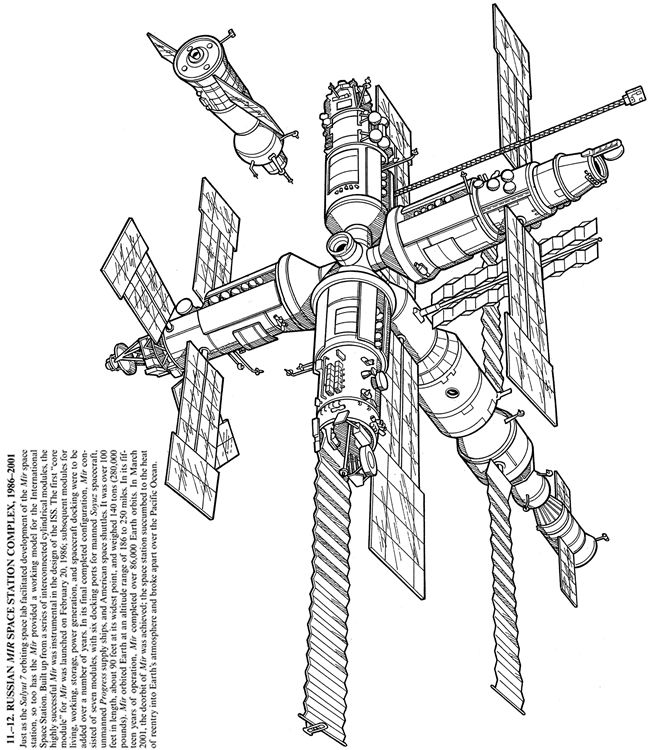 11.–12. RUSSIAN MIR SPACE STATION COMPLEX, 1986–2001
Just as the Salyut 7 orbiting space lab facilitated development of the Mir space
station, so too has the Mir provided a working model for the International
Space Station. Built up from a series of interconnected cylindrical modules, the
highly successful Mir was instrumental in the design of the ISS. The first “core
module” for Mir was launched on February 20, 1986; subsequent modules for
living, working, storage, power generation, and spacecraft docking were to be
added over a number of years. In its final completed configuration, Mir con-
sisted of seven modules, with six docking ports for manned Soyuz spacecraft,
unmanned Progress supply ships, and American space shuttles. It was over 100
feet in length, about 90 feet at its widest point, and weighed 140 tons (280,000
pounds). Mir orbited Earth at an altitude range of 186 to 250 miles. In its fif-
teen years of operation, Mir completed over 86,000 Earth orbits. In March
2001, the deorbit of Mir was achieved; the space station succumbed to the heat
of reentry into Earth’s atmosphere and broke apart over the Pacific Ocean.